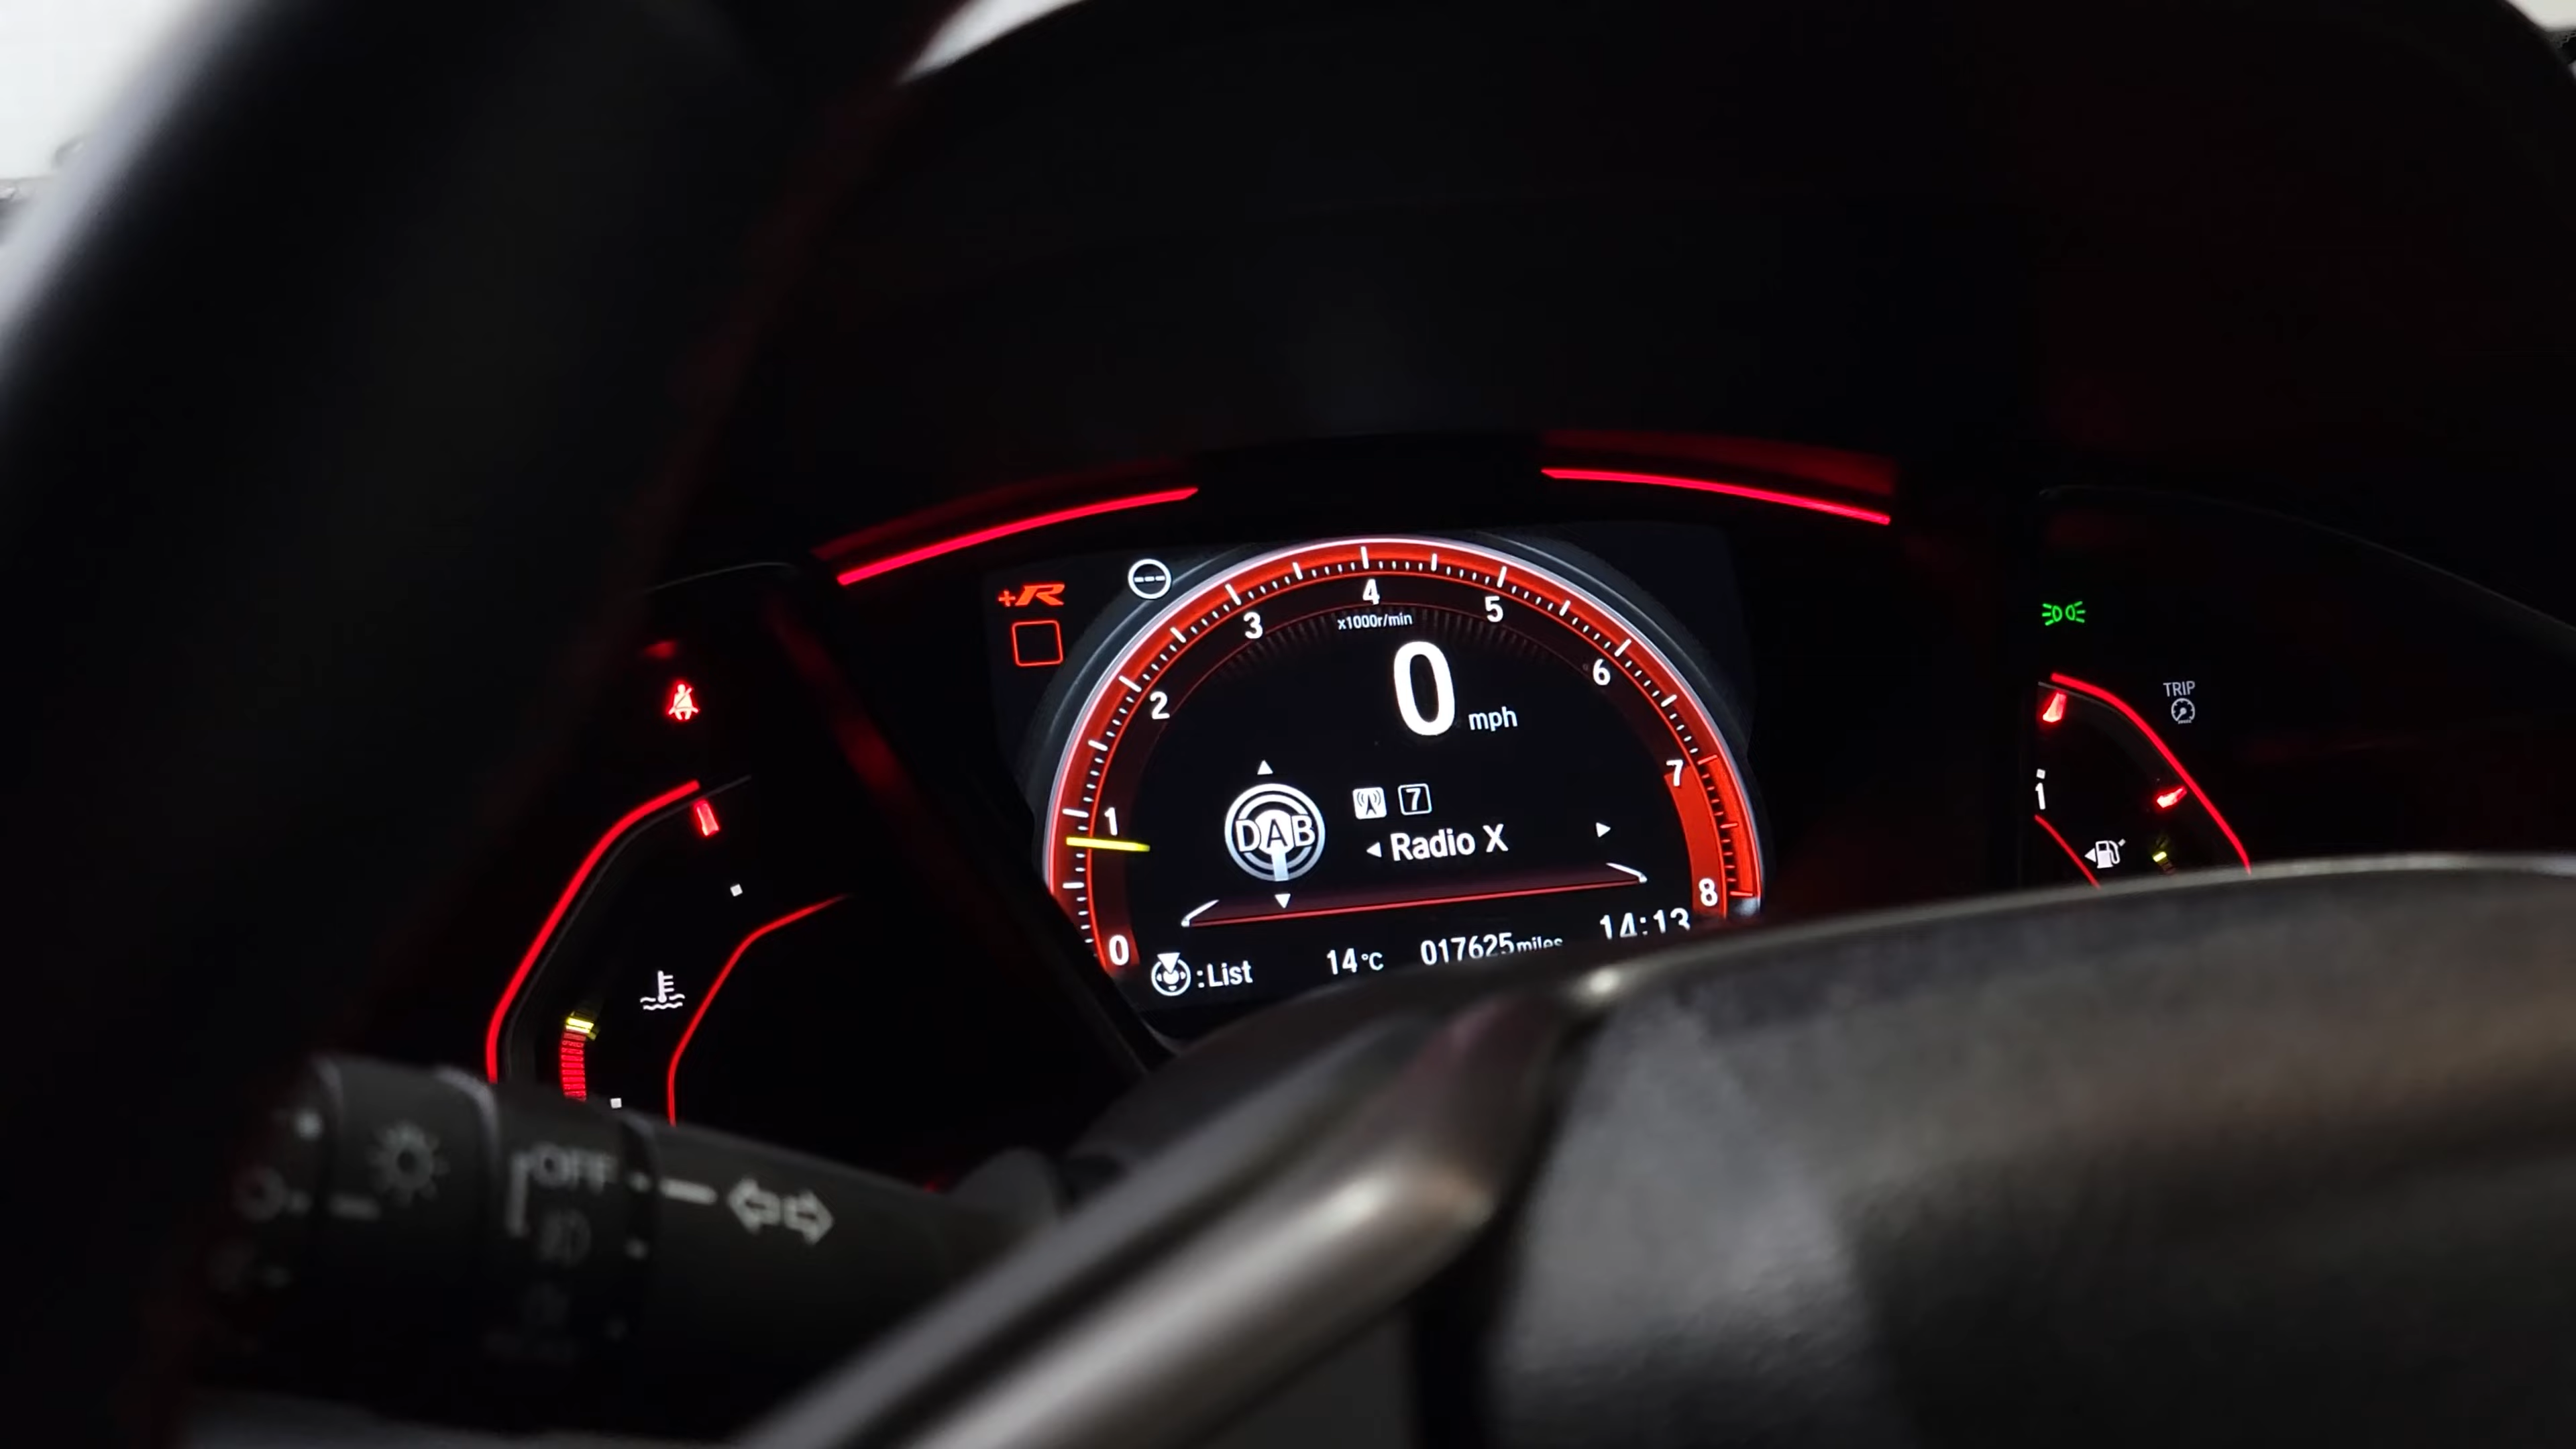 +R
4
3
5
x1000r/min
2
6
0 mph
7
1
DAB
7
Radio X
8
0
:List
14°C
017625miles
14:13
TRIP
1
OFF